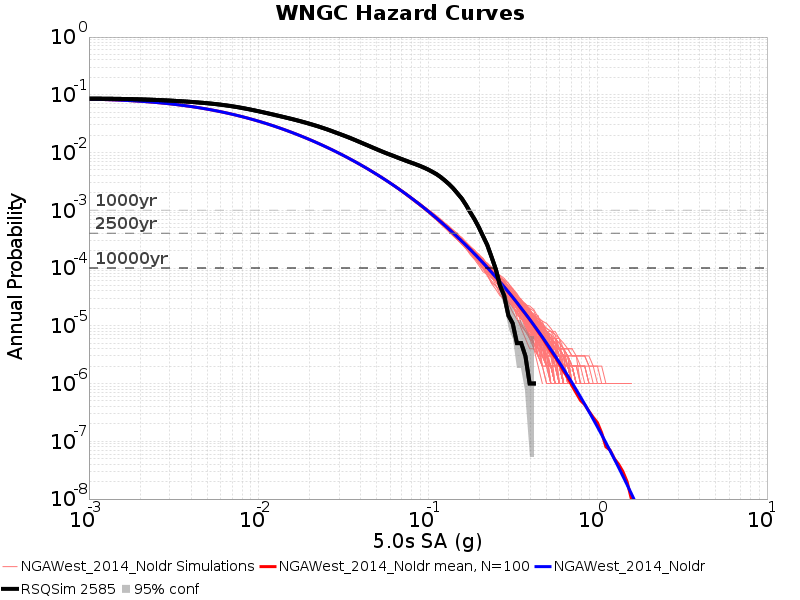 WNGC Hazard Curves
10^0
10^-1
10^-2
10^-3
10^-4
10^-5
10^-6
10^-7
10^-8
Annual Probability
1000yr
2500yr
10000yr
10^-3 10^-2 10^-1 10^0 10^1
5.0s SA (g)
NGAWest_2014_NoIdr Simulations NGAWest_2014_NoIdr mean, N=100 NGAWest_2014_NoIdr
RSQSim 2585 95% conf